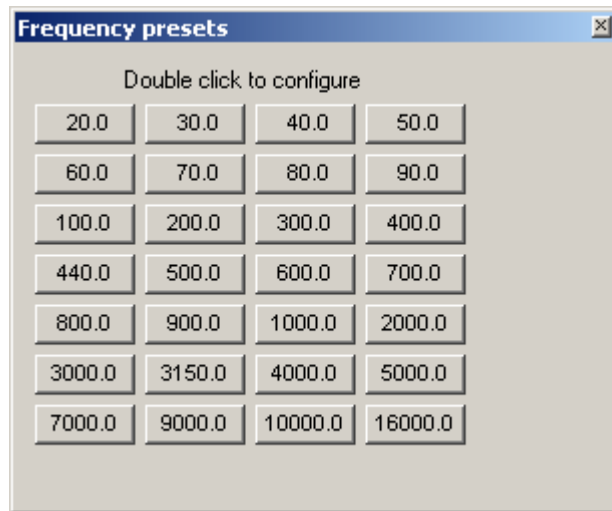 Frequency presets
Double click to configure
20.0 30.0 40.0 50.0
60.0 70.0 80.0 90.0
100.0 200.0 300.0 400.0
440.0 500.0 600.0 700.0
800.0 900.0 1000.0 2000.0
3000.0 3150.0 4000.0 5000.0
7000.0 9000.0 10000.0 16000.0